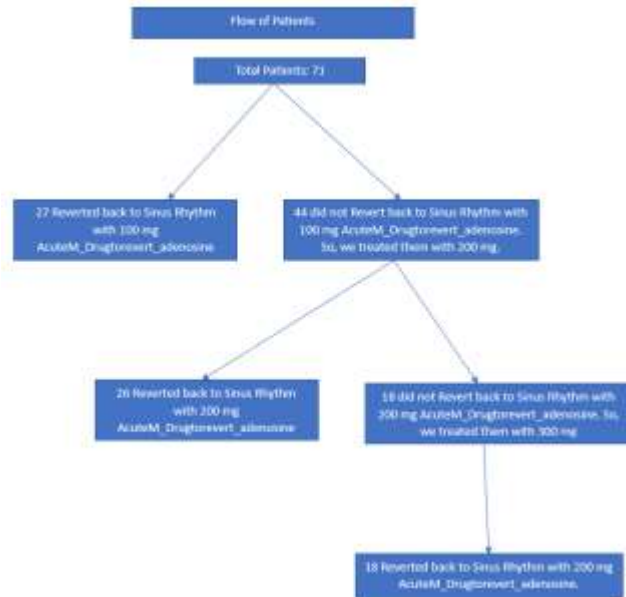 Flow of Patients
Total Patients: 71
27 Reverted back to Sinus Rhythm
with 100 mg
AcuteM_Drugtorevert_adenosine
44 did not Revert back to Sinus Rhythm with
100 mg AcuteM_Drugtorevert_adenosine.
So, we treated them with 200 mg.
26 Reverted back to Sinus Rhythm
with 200 mg
AcuteM_Drugtorevert_adenosine
18 did not Revert back to Sinus Rhythm with
200 mg AcuteM_Drugtorevert_adenosine. So,
we treated them with 300 mg
18 Reverted back to Sinus Rhythm with 200 mg
AcuteM_Drugtorevert_adenosine.